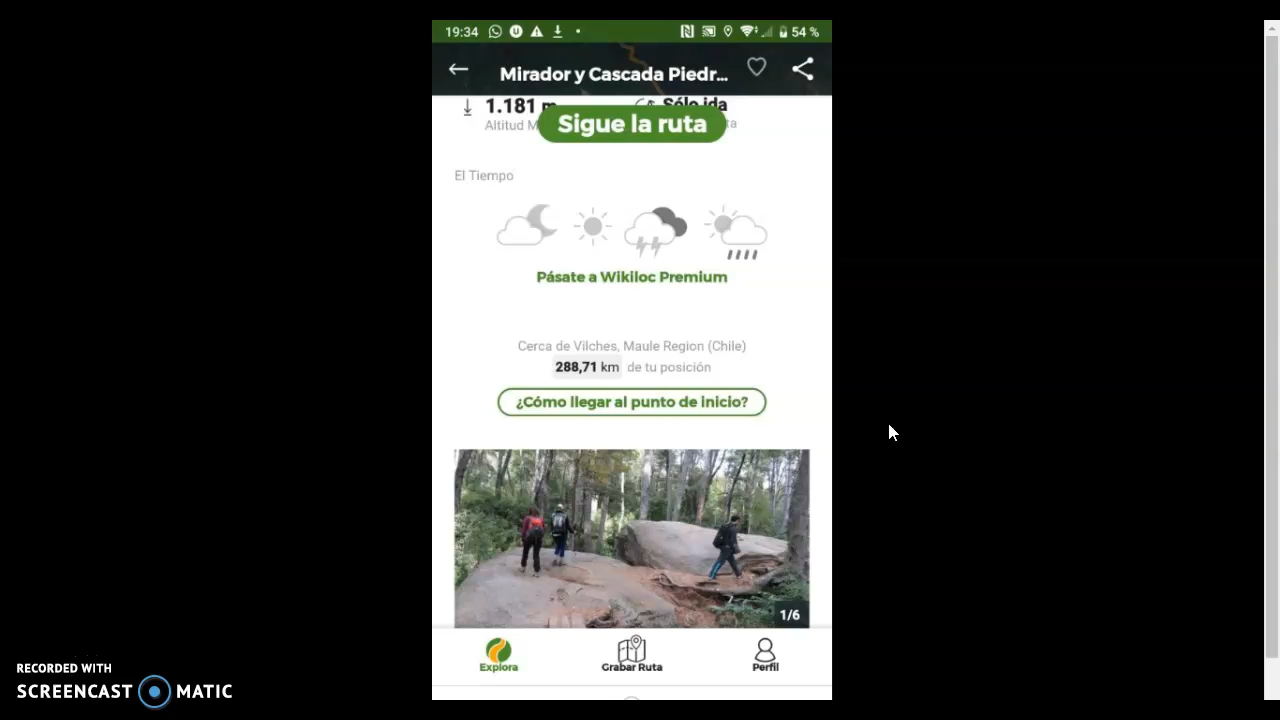 19:34 54 %
Mirador y Cascada Piedr...
1.181 m Sólo ida
Altitud M ta
Sigue la ruta
El Tiempo
Pásate a Wikiloc Premium
Cerca de Vilches, Maule Region (Chile)
288,71 km de tu posición
¿Cómo llegar al punto de inicio?
1/6
Explora Grabar Ruta Perfil
RECORDED WITH
SCREENCAST MATIC